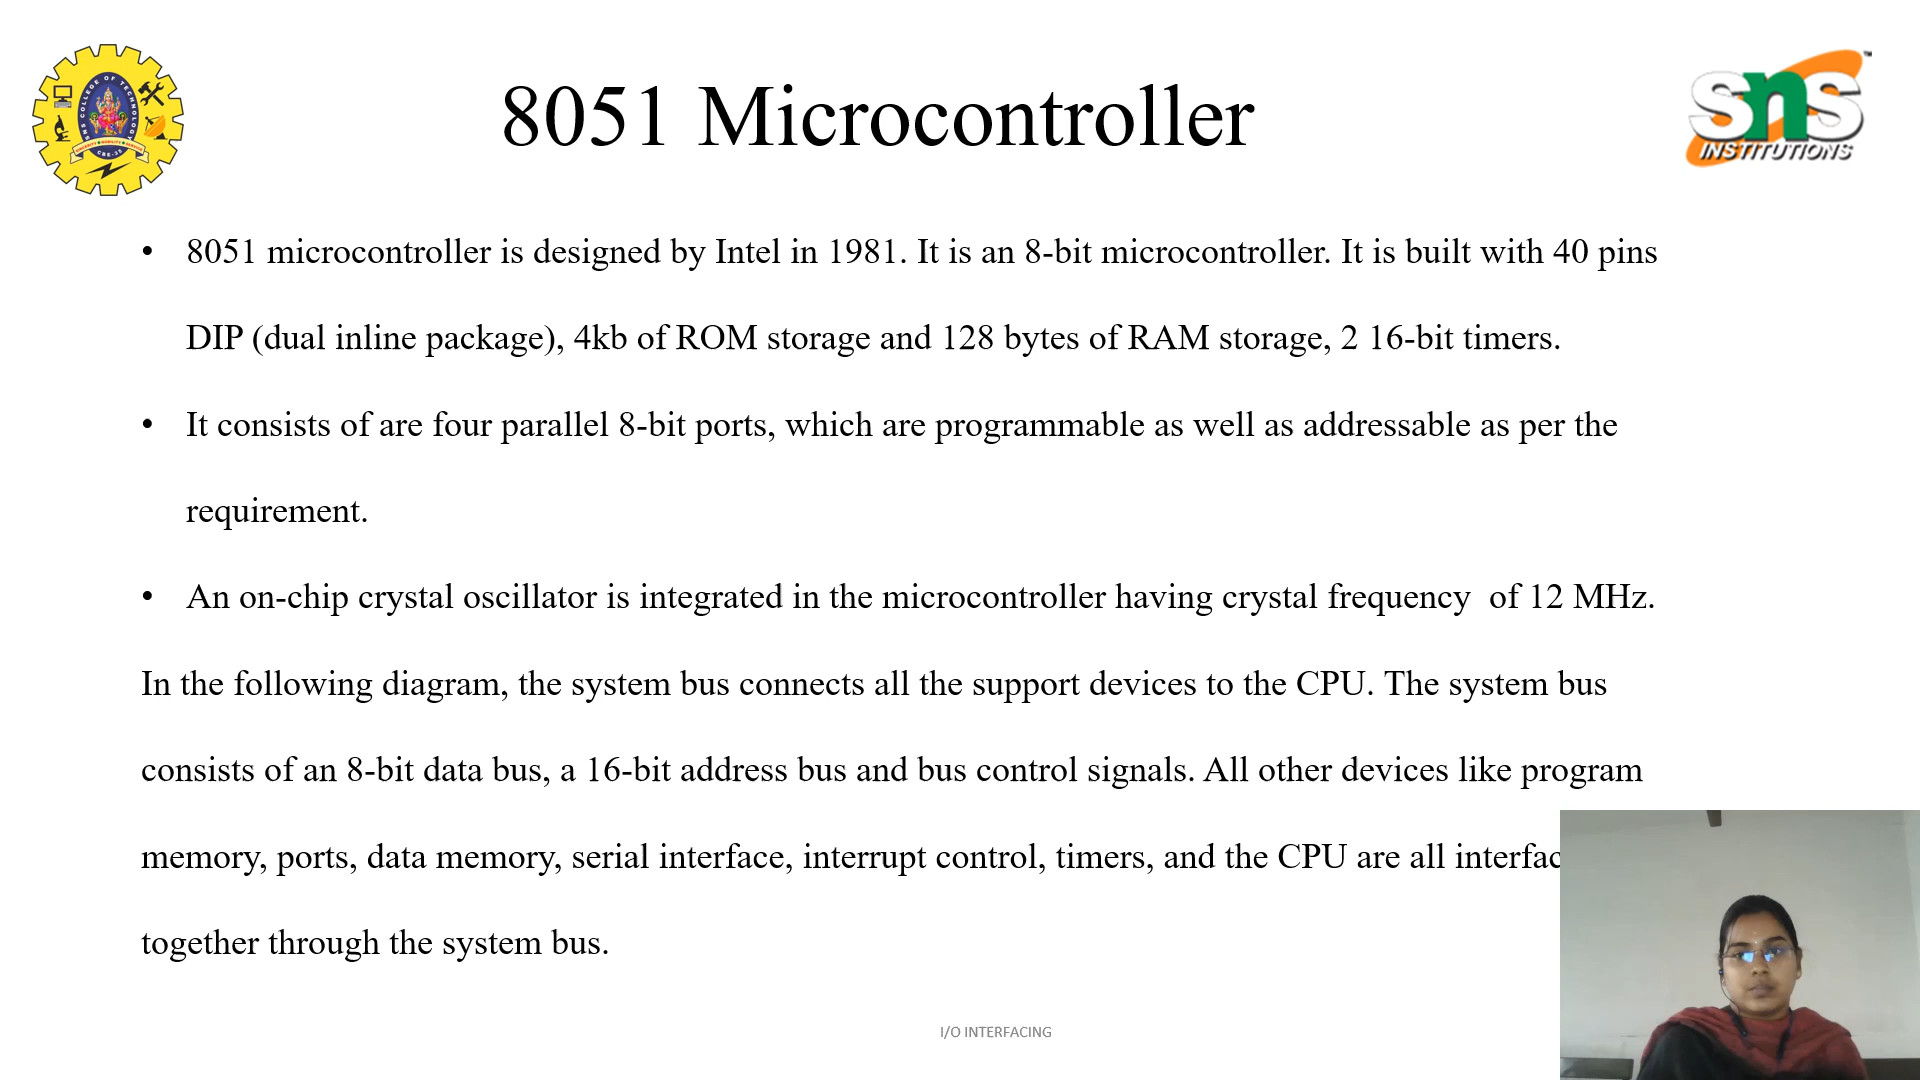 8051 Microcontroller
SNS COLLEGE OF TECHNOLOGY
CBE-35
sns
INSTITUTIONS
• 8051 microcontroller is designed by Intel in 1981. It is an 8-bit microcontroller. It is built with 40 pins
DIP (dual inline package), 4kb of ROM storage and 128 bytes of RAM storage, 2 16-bit timers.
• It consists of are four parallel 8-bit ports, which are programmable as well as addressable as per the
requirement.
• An on-chip crystal oscillator is integrated in the microcontroller having crystal frequency  of 12 MHz.
In the following diagram, the system bus connects all the support devices to the CPU. The system bus
consists of an 8-bit data bus, a 16-bit address bus and bus control signals. All other devices like program
memory, ports, data memory, serial interface, interrupt control, timers, and the CPU are all interfac
together through the system bus.
I/O INTERFACING